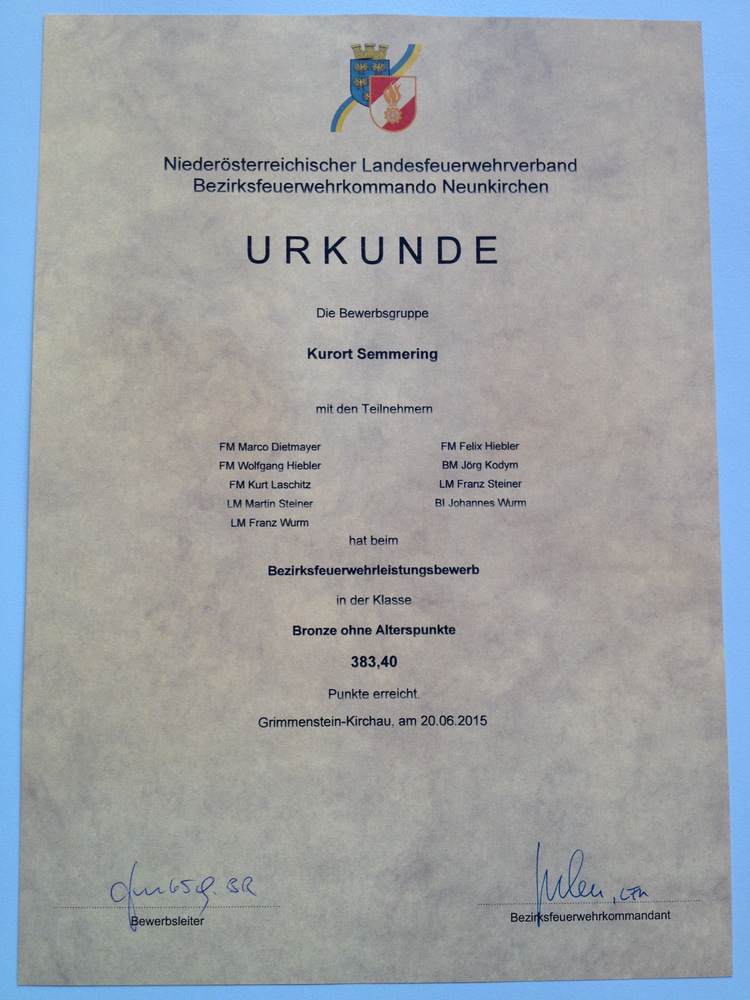 Niederösterreichischer Landesfeuerwehrverband
Bezirksfeuerwehrkommando Neunkirchen
URKUNDE
Die Bewerbsgruppe
Kurort Semmering
mit den Teilnehmern
FM Marco Dietmayer FM Felix Hiebler
FM Wolfgang Hiebler BM Jörg Kodym
FM Kurt Laschitz LM Franz Steiner
LM Martin Steiner BI Johannes Wurm
LM Franz Wurm
hat beim
Bezirksfeuerwehrleistungsbewerb
in der Klasse
Bronze ohne Alterspunkte
383,40
Punkte erreicht.
Grimmenstein-Kirchau, am 20.06.2015
BR
Bewerbsleiter Bezirksfeuerwehrkommandant